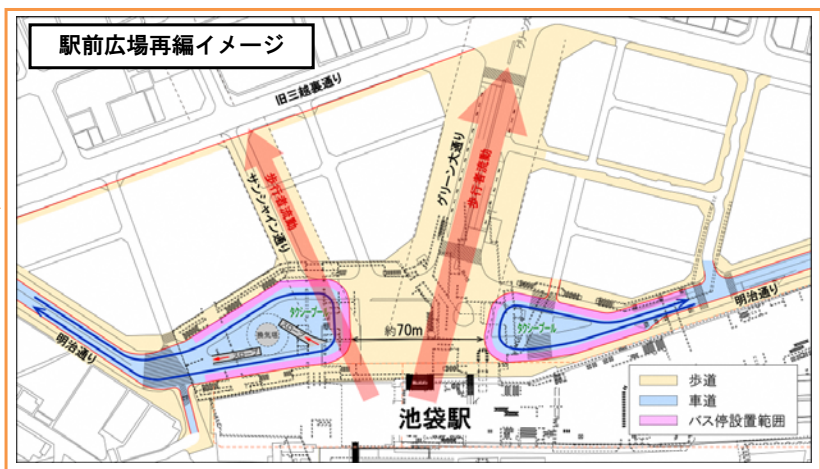 駅前広場再編イメージ
旧三越裏通り
グリーン大通り
歩行者流動
サンシャイン通り
歩行者流動
明治通り
タクシープール
換気塔
約70m
タクシープール
明治通り
池袋駅
歩道
車道
バス停設置範囲